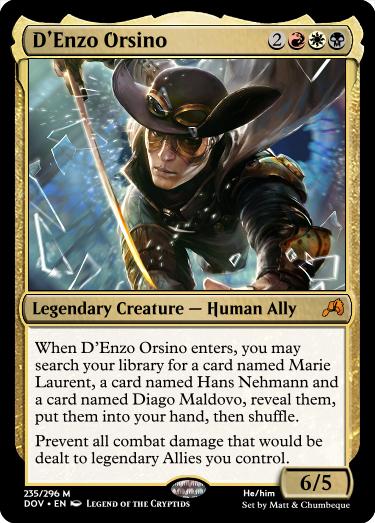 D'Enzo Orsino 2
Legendary Creature — Human Ally
When D'Enzo Orsino enters, you may
search your library for a card named Marie
Laurent, a card named Hans Nehmann and
a card named Diago Maldovo, reveal them,
put them into your hand, then shuffle.
Prevent all combat damage that would be
dealt to legendary Allies you control.
6/5
235/296 M He/him
DOV • EN Legend of the Cryptids Set by Matt & Chumbeque